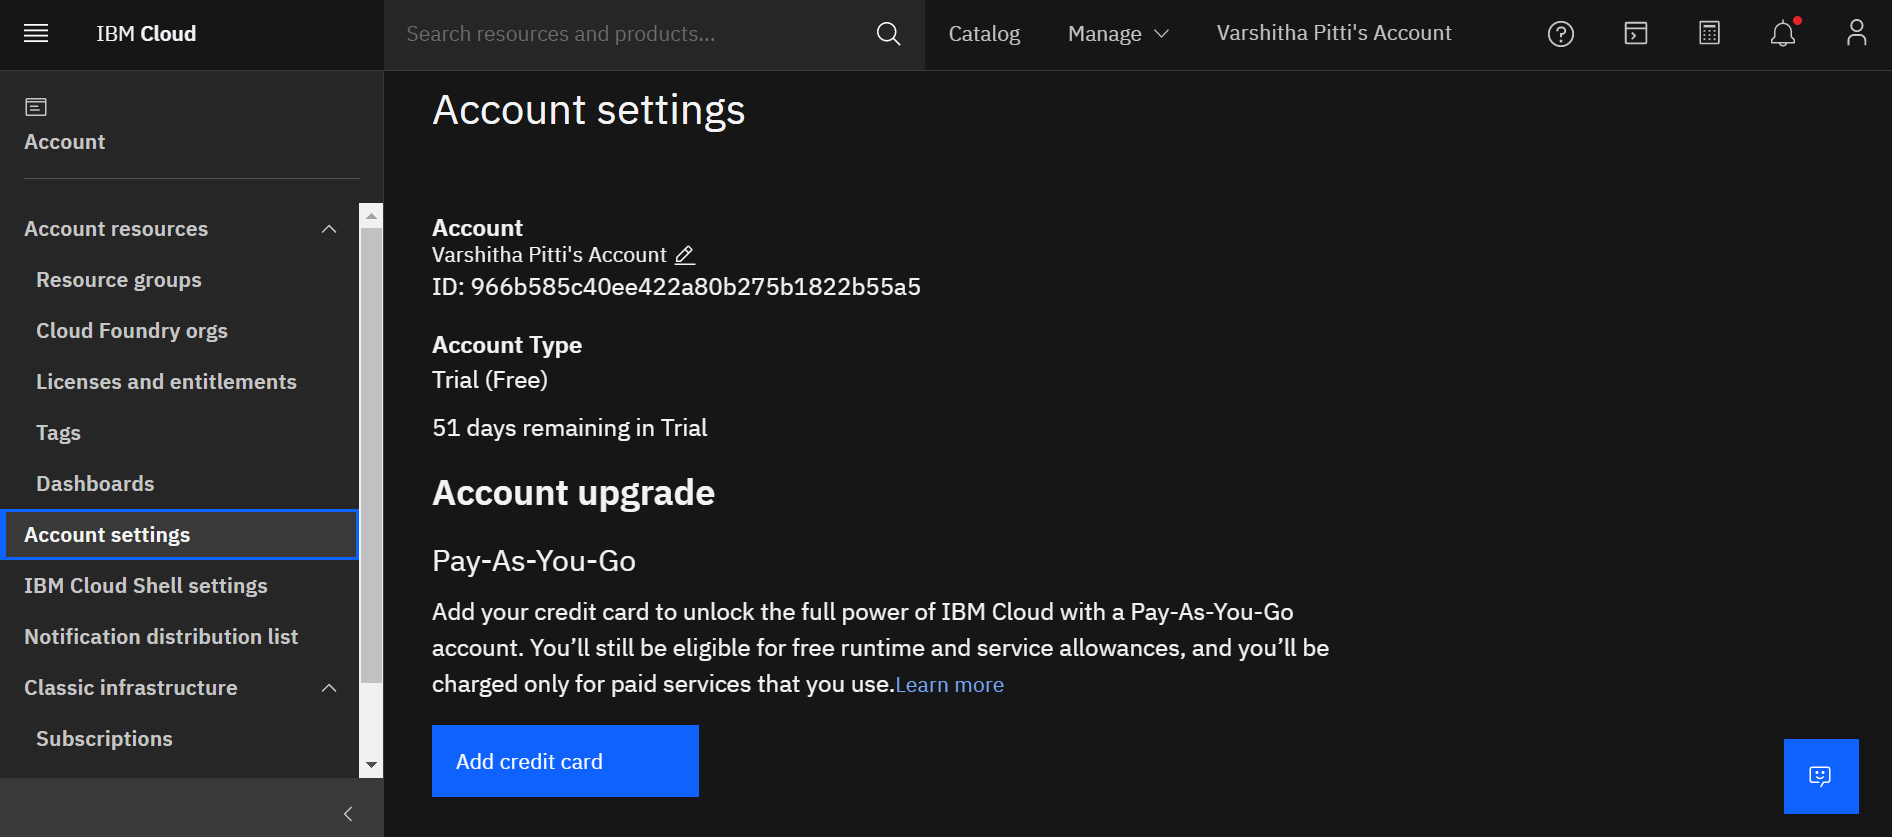 IBM Cloud
Search resources and products...
Catalog
Manage
Varshitha Pitti's Account
Account
Account resources
Resource groups
Cloud Foundry orgs
Licenses and entitlements
Tags
Dashboards
Account settings
IBM Cloud Shell settings
Notification distribution list
Classic infrastructure
Subscriptions
Account settings
Account
Varshitha Pitti's Account
ID: 966b585c40ee422a80b275b1822b55a5
Account Type
Trial (Free)
51 days remaining in Trial
Account upgrade
Pay-As-You-Go
Add your credit card to unlock the full power of IBM Cloud with a Pay-As-You-Go
account. You’ll still be eligible for free runtime and service allowances, and you’ll be
charged only for paid services that you use.Learn more
Add credit card